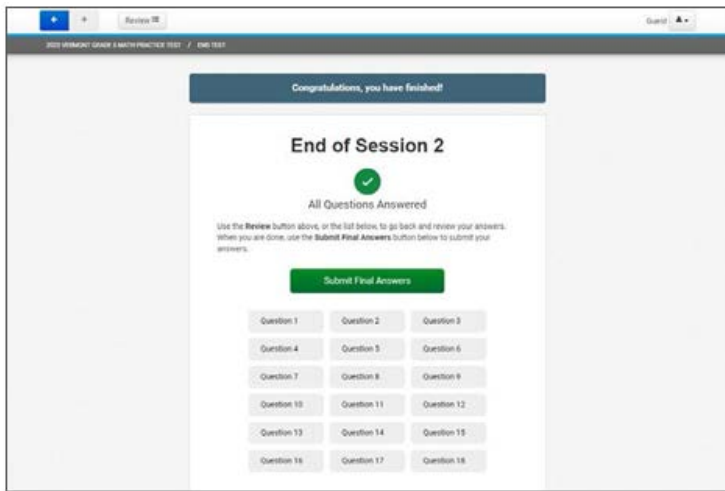 Review
Guest
2023 VERMONT GRADE 3 MATH PRACTICE TEST / END TEST
Congratulations, you have finished!
End of Session 2
All Questions Answered
Use the Review button above, or the list below, to go back and review your answers.
When you are done, use the Submit Final Answers button below to submit your
answers.
Submit Final Answers
Question 1 Question 2 Question 3
Question 4 Question 5 Question 6
Question 7 Question 8 Question 9
Question 10 Question 11 Question 12
Question 13 Question 14 Question 15
Question 16 Question 17 Question 18